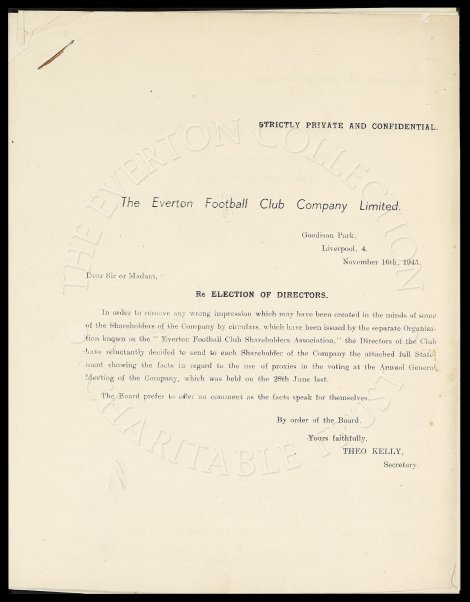 STRICTLY PRIVATE AND CONFIDENTIAL.
The Everton Football Club Company Limited.
Goodison Park,
Liverpool, 4.
November 16th, 1945.
Dear Sir or Madam,
Re ELECTION OF DIRECTORS.
In order to remove any wrong impression which may have been created in the minds of some
of the Shareholders of the Company by circulars, which have been issued by the separate Organisa-
tion known as the "Everton Football Club Shareholders Association," the Directors of the Club
have reluctantly decided to send to each Shareholder of the Company the attached full State-
ment showing the facts in regard to the use of proxies in the voting at the Annual General
Meeting of the Company, which was held on the 28th June last.
The Board prefer to offer no comment as the facts speak for themselves.
By order of the Board.
Yours faithfully,
THEO KELLY,
Secretary.
THE EVERTON COLLECTION
CHARITABLE TRUST